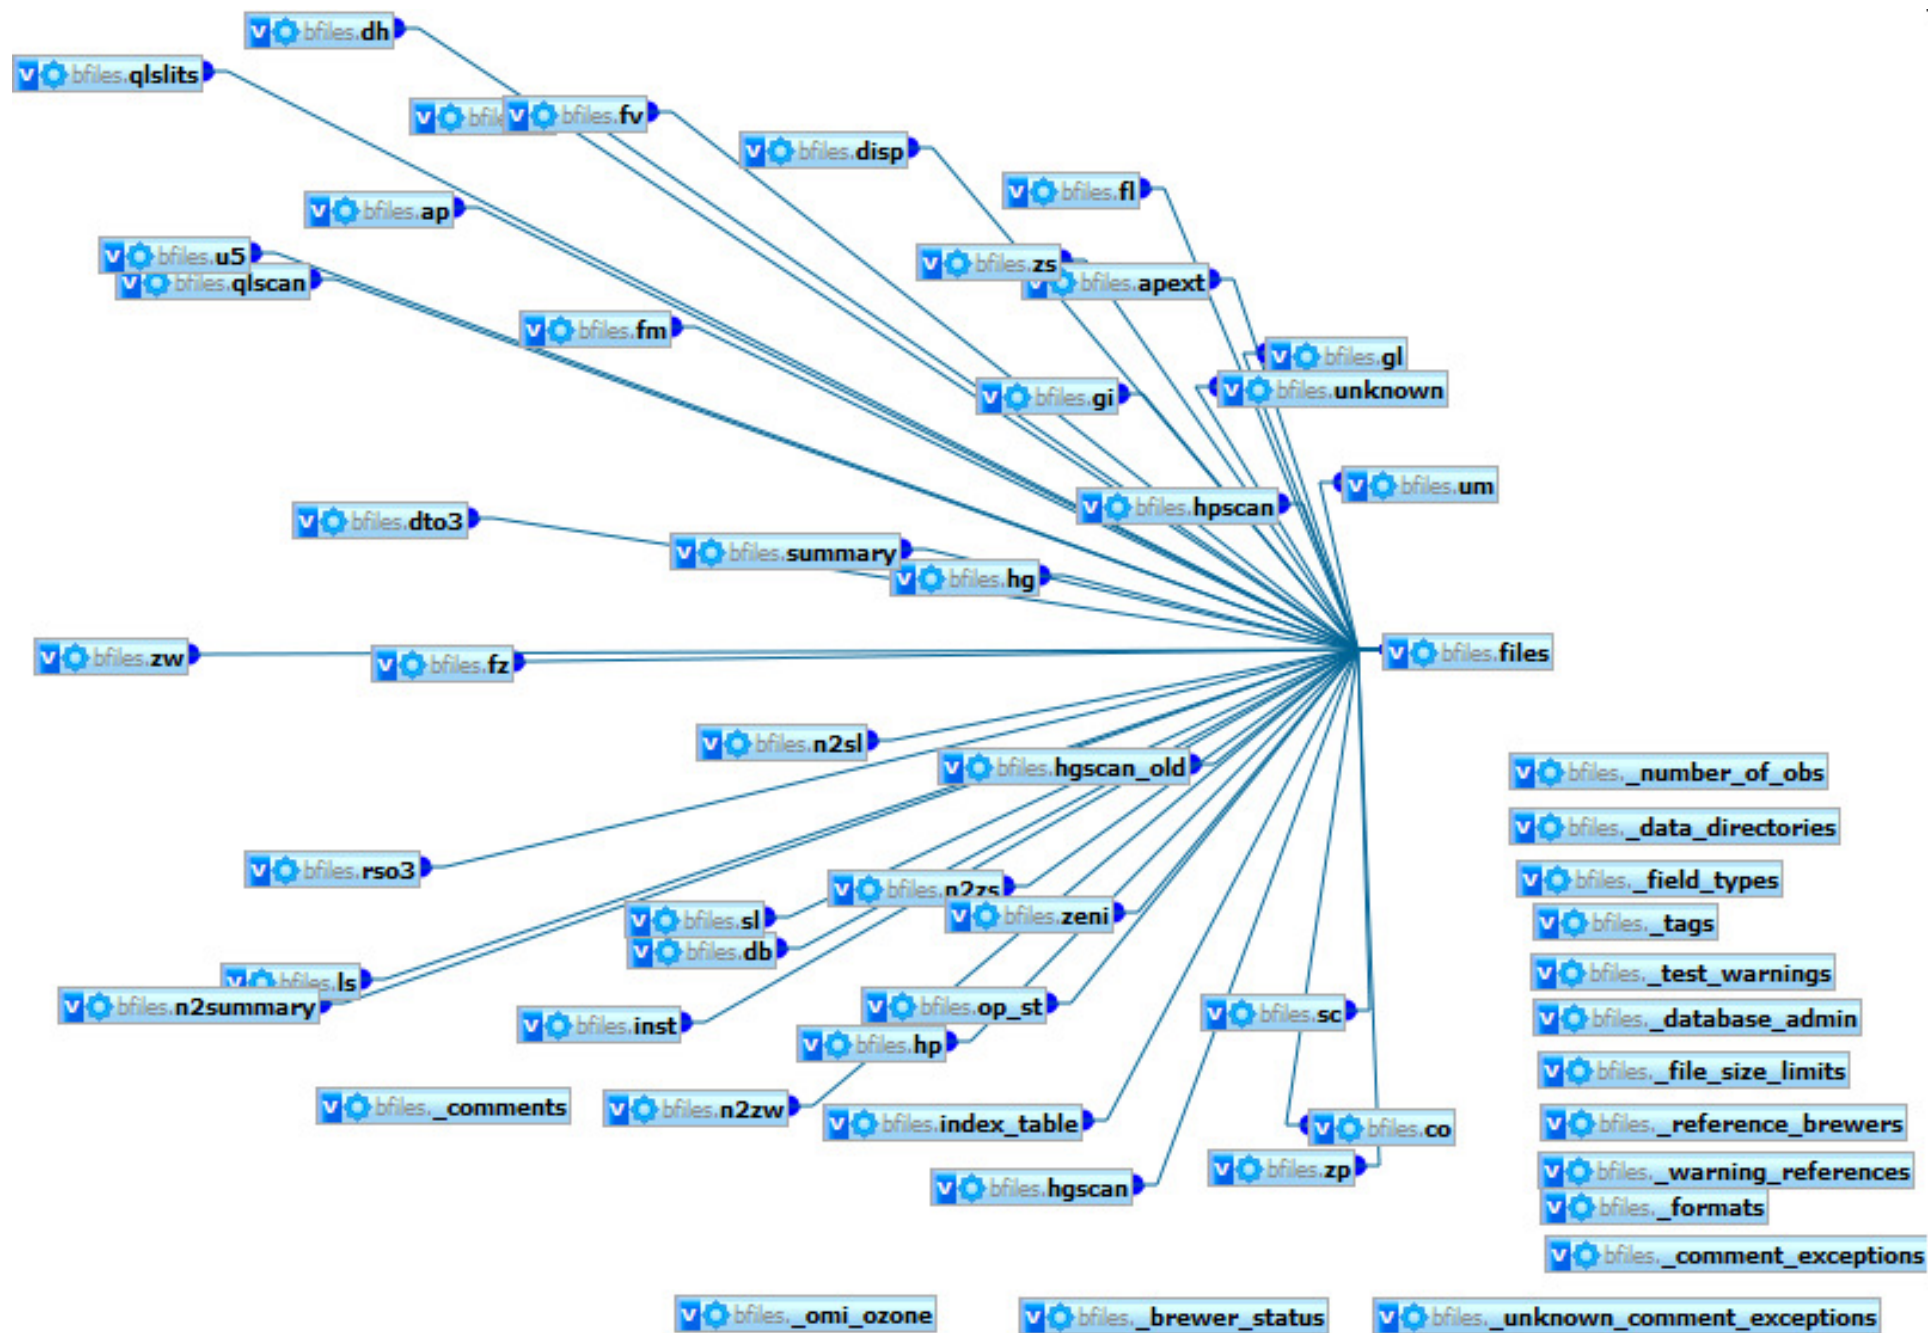 bfiles.dh
bfiles.qlslits
bfiles.fv
bfiles.disp
bfiles.fl
bfiles.ap
bfiles.u5
bfiles.qlscan
bfiles.zs
bfiles.apext
bfiles.fm
bfiles.gl
bfiles.unknown
bfiles.gi
bfiles.um
bfiles.hpscan
bfiles.dto3
bfiles.summary
bfiles.hg
bfiles.zw
bfiles.fz
bfiles.files
bfiles.n2sl
bfiles.hgscan_old
bfiles._number_of_obs
bfiles._data_directories
bfiles.rso3
bfiles._field_types
bfiles.n2zs
bfiles.sl
bfiles.zeni
bfiles._tags
bfiles.db
bfiles.ls
bfiles._test_warnings
bfiles.n2summary
bfiles.op_st
bfiles.sc
bfiles._database_admin
bfiles.inst
bfiles.hp
bfiles._file_size_limits
bfiles._comments
bfiles.n2zw
bfiles.index_table
bfiles.co
bfiles._reference_brewers
bfiles.zp
bfiles._warning_references
bfiles.hgscan
bfiles._formats
bfiles._comment_exceptions
bfiles._omi_ozone
bfiles._brewer_status
bfiles._unknown_comment_exceptions